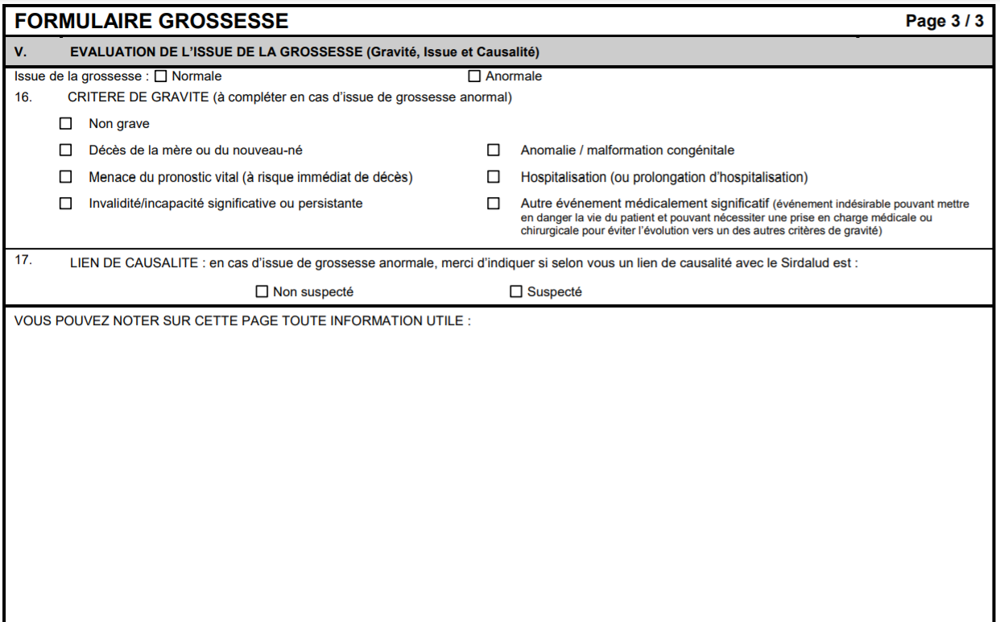 FORMULAIRE GROSSESSE Page 3 / 3
V. EVALUATION DE L'ISSUE DE LA GROSSESSE (Gravité, Issue et Causalité)
Issue de la grossesse : ☐ Normale ☐ Anormale
16. CRITERE DE GRAVITE (à compléter en cas d'issue de grossesse anormal)
☐ Non grave
☐ Décès de la mère ou du nouveau-né ☐ Anomalie / malformation congénitale
☐ Menace du pronostic vital (à risque immédiat de décès) ☐ Hospitalisation (ou prolongation d'hospitalisation)
☐ Invalidité/incapacité significative ou persistante ☐ Autre événement médicalement significatif (événement indésirable pouvant mettre
en danger la vie du patient et pouvant nécessiter une prise en charge médicale ou
chirurgicale pour éviter l'évolution vers un des autres critères de gravité)
17. LIEN DE CAUSALITE : en cas d'issue de grossesse anormale, merci d'indiquer si selon vous un lien de causalité avec le Sirdalud est :
☐ Non suspecté ☐ Suspecté
VOUS POUVEZ NOTER SUR CETTE PAGE TOUTE INFORMATION UTILE :